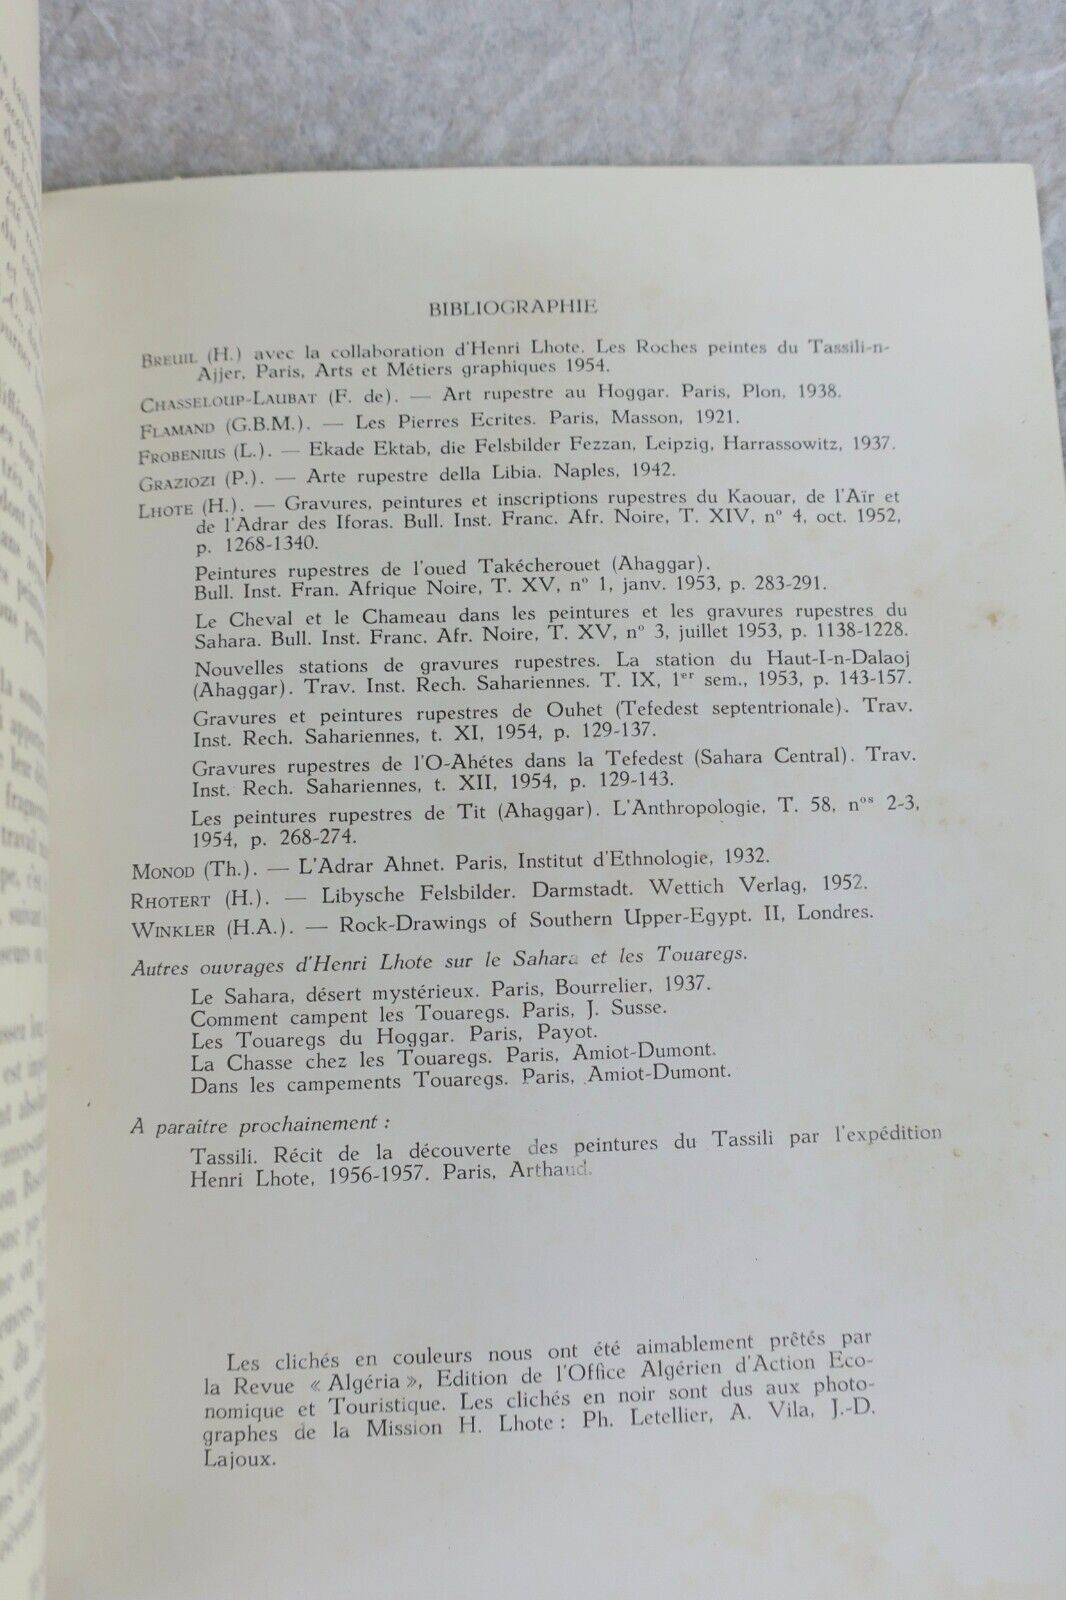 BIBLIOGRAPHIE
BREUIL (H.) avec la collaboration d'Henri Lhote. Les Roches peintes du Tassili-n-
Ajjer, Paris, Arts et Métiers graphiques 1954.
CHASSELOUP-LAUBAT (F. de). — Art rupestre au Hoggar. Paris, Plon, 1938.
FLAMAND (G.B.M.). — Les Pierres Ecrites. Paris, Masson, 1921.
FROBENIUS (L.). — Ekade Ektab, die Felsbilder Fezzan, Leipzig, Harrassowitz, 1937.
GRAZIOZI (P.). — Arte rupestre della Libia. Naples, 1942.
LHOTE (H.). — Gravures, peintures et inscriptions rupestres du Kaouar, de l'Aïr et
de l'Adrar des Iforas. Bull. Inst. Franc. Afr. Noire, T. XIV, n° 4, oct. 1952,
p. 1268-1340.
Peintures rupestres de l'oued Takécherouet (Ahaggar).
Bull. Inst. Fran. Afrique Noire, T. XV, n° 1, janv. 1953, p. 283-291.
Le Cheval et le Chameau dans les peintures et les gravures rupestres du
Sahara. Bull. Inst. Franc. Afr. Noire, T. XV, n° 3, juillet 1953, p. 1138-1228.
Nouvelles stations de gravures rupestres. La station du Haut-I-n-Dalaoj
(Ahaggar). Trav. Inst. Rech. Sahariennes. T. IX, 1er sem., 1953, p. 143-157.
Gravures et peintures rupestres de Ouhet (Tefedest septentrionale). Trav.
Inst. Rech. Sahariennes, t. XI, 1954, p. 129-137.
Gravures rupestres de l'O-Ahétes dans la Tefedest (Sahara Central). Trav.
Inst. Rech. Sahariennes, t. XII, 1954, p. 129-143.
Les peintures rupestres de Tit (Ahaggar). L'Anthropologie, T. 58, nos 2-3,
1954, p. 268-274.
MONOD (Th.). — L'Adrar Ahnet. Paris, Institut d'Ethnologie, 1932.
RHOTERT (H.). — Libysche Felsbilder. Darmstadt. Wettich Verlag, 1952.
WINKLER (H.A.). — Rock-Drawings of Southern Upper-Egypt. II, Londres.
Autres ouvrages d'Henri Lhote sur le Sahara et les Touaregs.
Le Sahara, désert mystérieux. Paris, Bourrelier, 1937.
Comment campent les Touaregs. Paris, J. Susse.
Les Touaregs du Hoggar. Paris, Payot.
La Chasse chez les Touaregs. Paris, Amiot-Dumont.
Dans les campements Touaregs. Paris, Amiot-Dumont.
A paraître prochainement :
Tassili. Récit de la découverte des peintures du Tassili par l'expédition
Henri Lhote, 1956-1957. Paris, Arthaud.
Les clichés en couleurs nous ont été aimablement prêtés par
la Revue « Algéria », Edition de l'Office Algérien d'Action Eco-
nomique et Touristique. Les clichés en noir sont dus aux photo-
graphes de la Mission H. Lhote : Ph. Letellier, A. Vila, J.-D.
Lajoux.